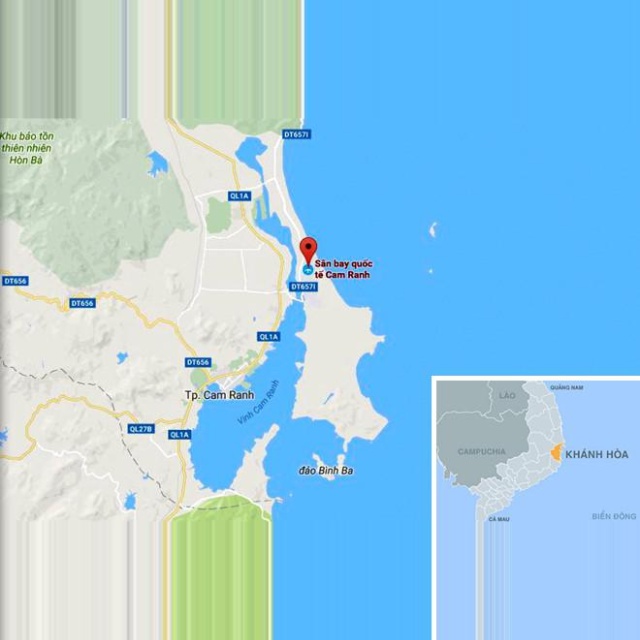 Khu bảo tồn
thiên nhiên
Hòn Bà
DT657I
QL1A
Sân bay quốc
tế Cam Ranh
DT656
DT657I
DT656
QL1A
DT656
Tp. Cam Ranh
Vịnh Cam Ranh
QL27B
QL1A
đảo Bình Ba
QUẢNG NAM
LÀO
CAMPUCHIA
KHÁNH HÒA
CÀ MAU
BIỂN ĐÔNG